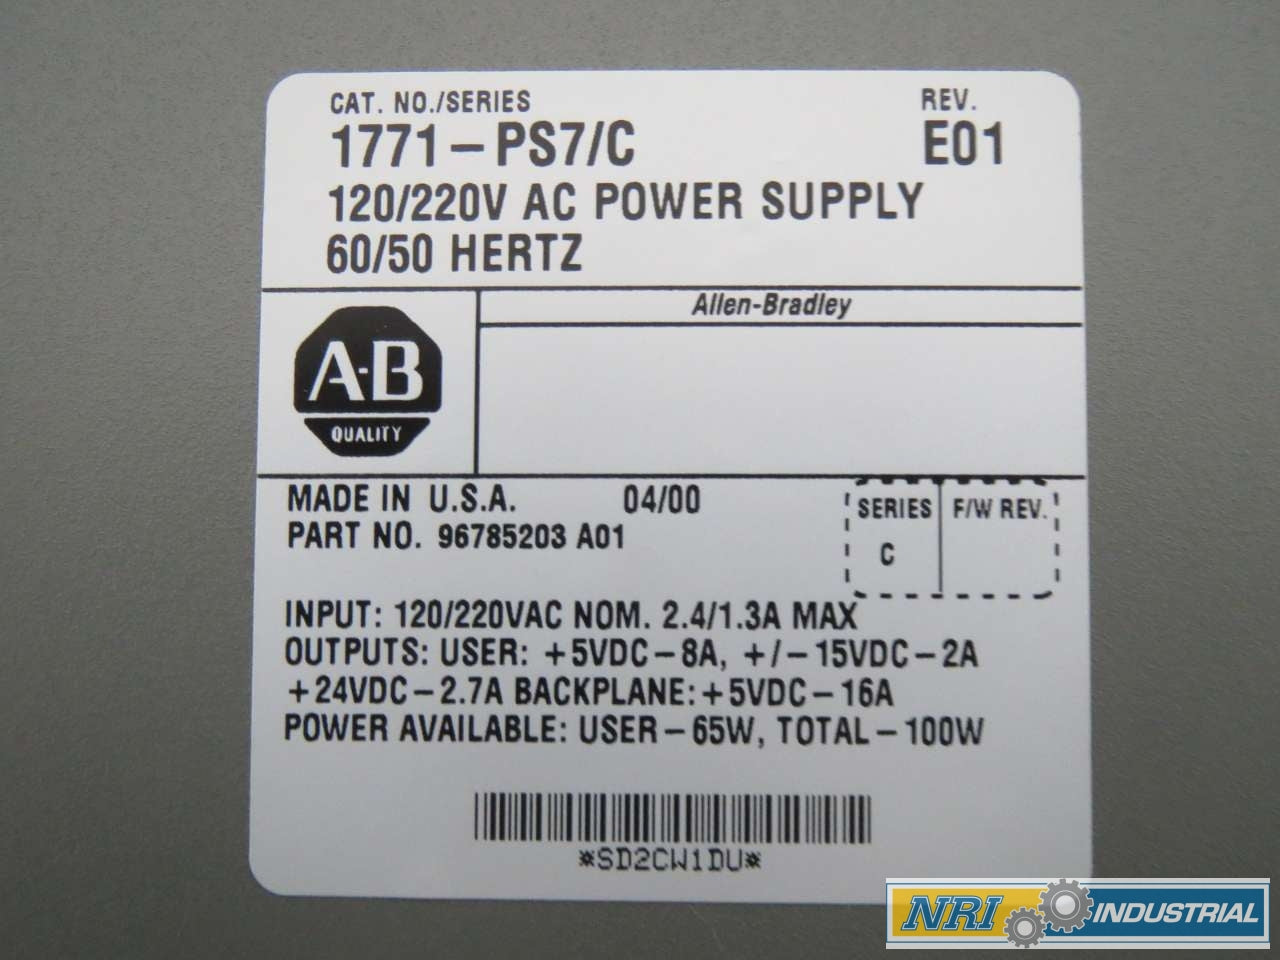 CAT. NO./SERIES REV.
1771-PS7/C E01
120/220V AC POWER SUPPLY
60/50 HERTZ
Allen-Bradley
A-B
QUALITY
MADE IN U.S.A. 04/00
PART NO. 96785203 A01
SERIES F/W REV.
C
INPUT: 120/220VAC NOM. 2.4/1.3A MAX
OUTPUTS: USER: +5VDC-8A, +/-15VDC-2A
+24VDC-2.7A BACKPLANE:+5VDC-16A
POWER AVAILABLE: USER-65W, TOTAL-100W
*SD2CW1DU*
NRI INDUSTRIAL